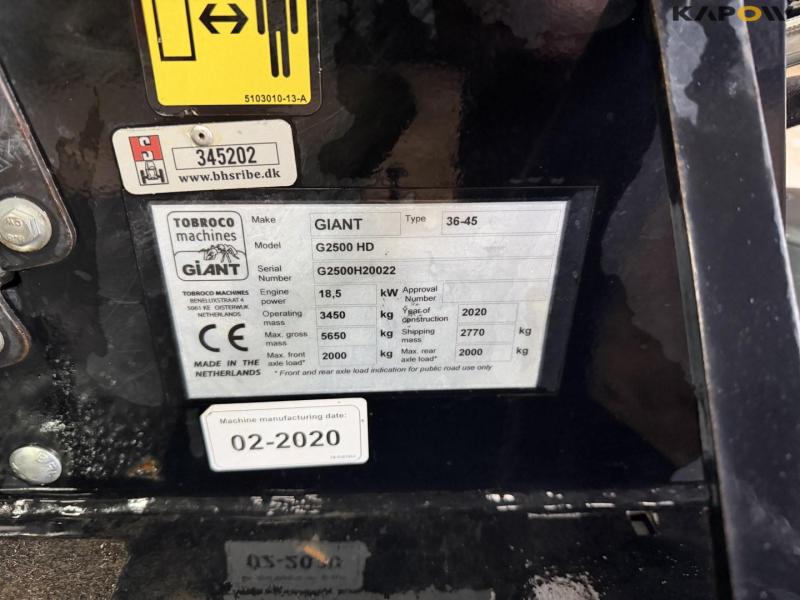 KAPOW
5103010-13-A
345202
www.bhsribe.dk
TOBROCO
machines
GiANT
TOBROCO MACHINES
BENELUXSTRAAT 4
5061 KE OISTERWIJK
NETHERLANDS
CE
MADE IN THE
NETHERLANDS
Make GIANT Type 36-45
Model G2500 HD
Serial Number G2500H20022
Engine power 18,5 kW Approval Number
Operating mass 3450 kg Year of construction 2020
Max. gross mass 5650 kg Shipping mass 2770 kg
Max. front axle load* 2000 kg Max. rear axle load* 2000 kg
* Front and rear axle load indication for public road use only
Machine manufacturing date:
02-2020